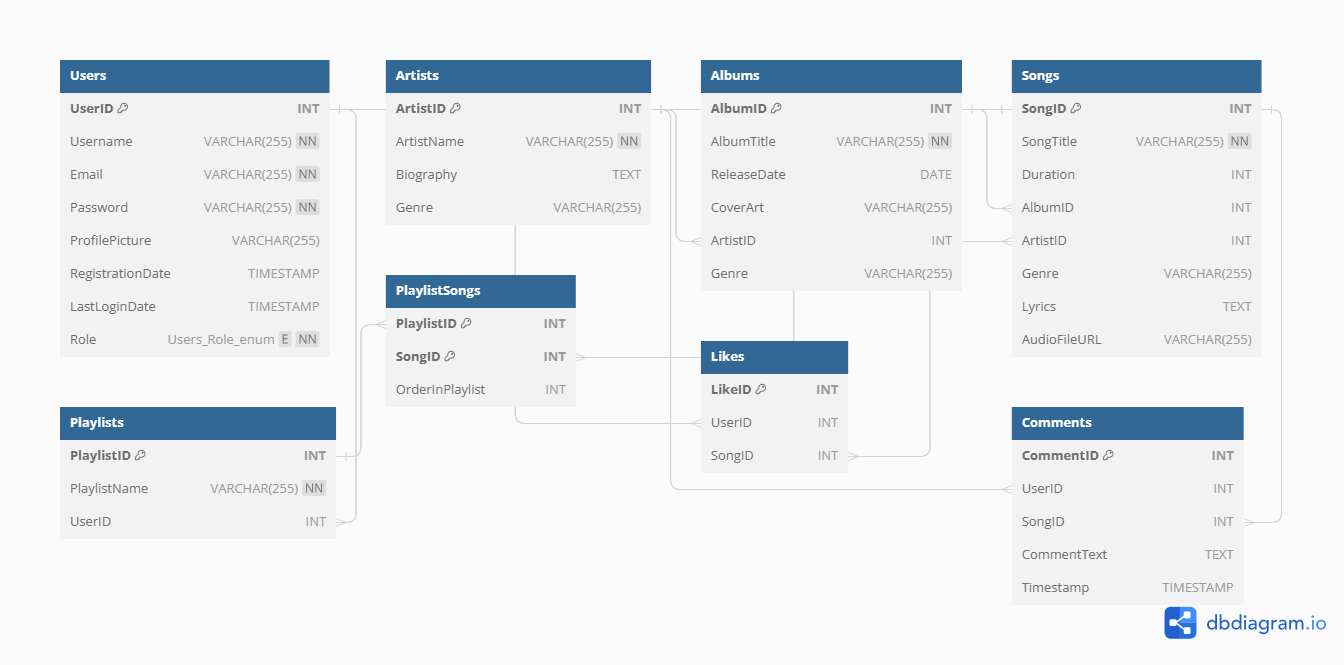 Users
UserID INT
Username VARCHAR(255) NN
Email VARCHAR(255) NN
Password VARCHAR(255) NN
ProfilePicture VARCHAR(255)
RegistrationDate TIMESTAMP
LastLoginDate TIMESTAMP
Role Users_Role_enum E NN
Artists
ArtistID INT
ArtistName VARCHAR(255) NN
Biography TEXT
Genre VARCHAR(255)
Albums
AlbumID INT
AlbumTitle VARCHAR(255) NN
ReleaseDate DATE
CoverArt VARCHAR(255)
ArtistID INT
Genre VARCHAR(255)
Songs
SongID INT
SongTitle VARCHAR(255) NN
Duration INT
AlbumID INT
ArtistID INT
Genre VARCHAR(255)
Lyrics TEXT
AudioFileURL VARCHAR(255)
PlaylistSongs
PlaylistID INT
SongID INT
OrderInPlaylist INT
Likes
LikeID INT
UserID INT
SongID INT
Playlists
PlaylistID INT
PlaylistName VARCHAR(255) NN
UserID INT
Comments
CommentID INT
UserID INT
SongID INT
CommentText TEXT
Timestamp TIMESTAMP
dbdiagram.io